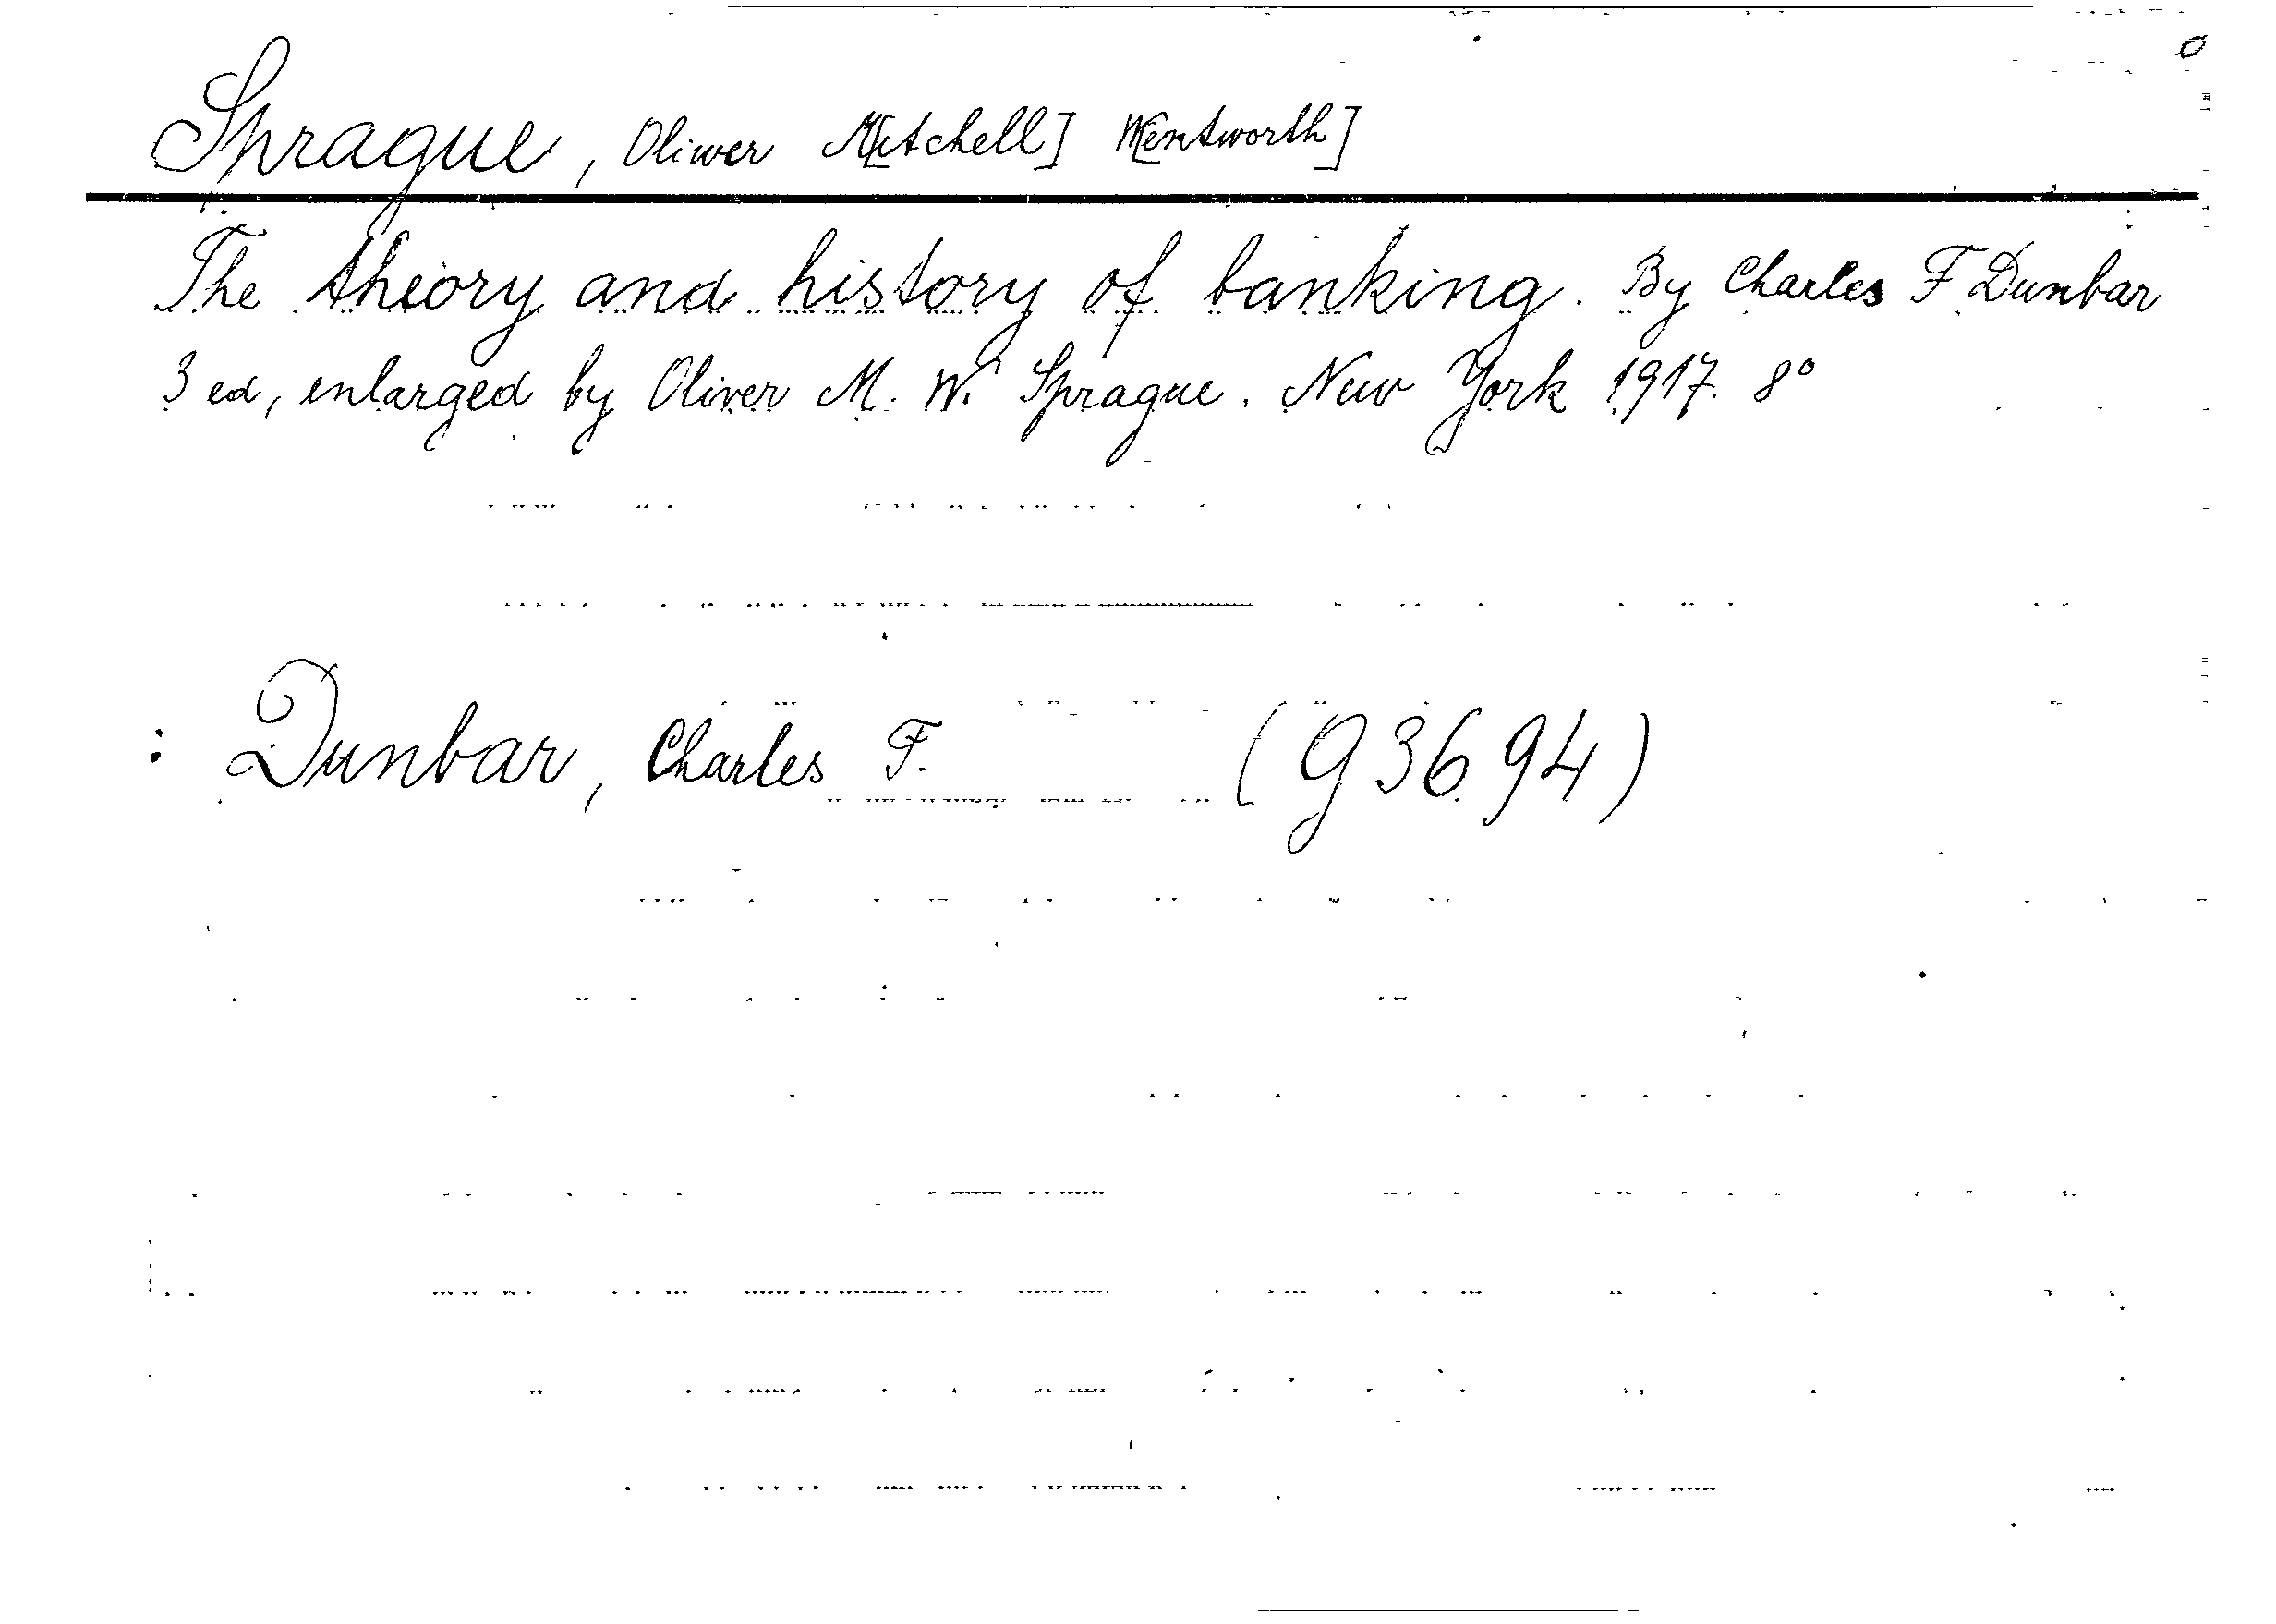 Sprague, Oliwer M[itchell] W[entworth]
The theory and history of banking. By Charles F Dunbar
3 ed, enlarged by Oliver M. W. Sprague. New York 1917. 8°
: Dunbar, Charles F. (93694)